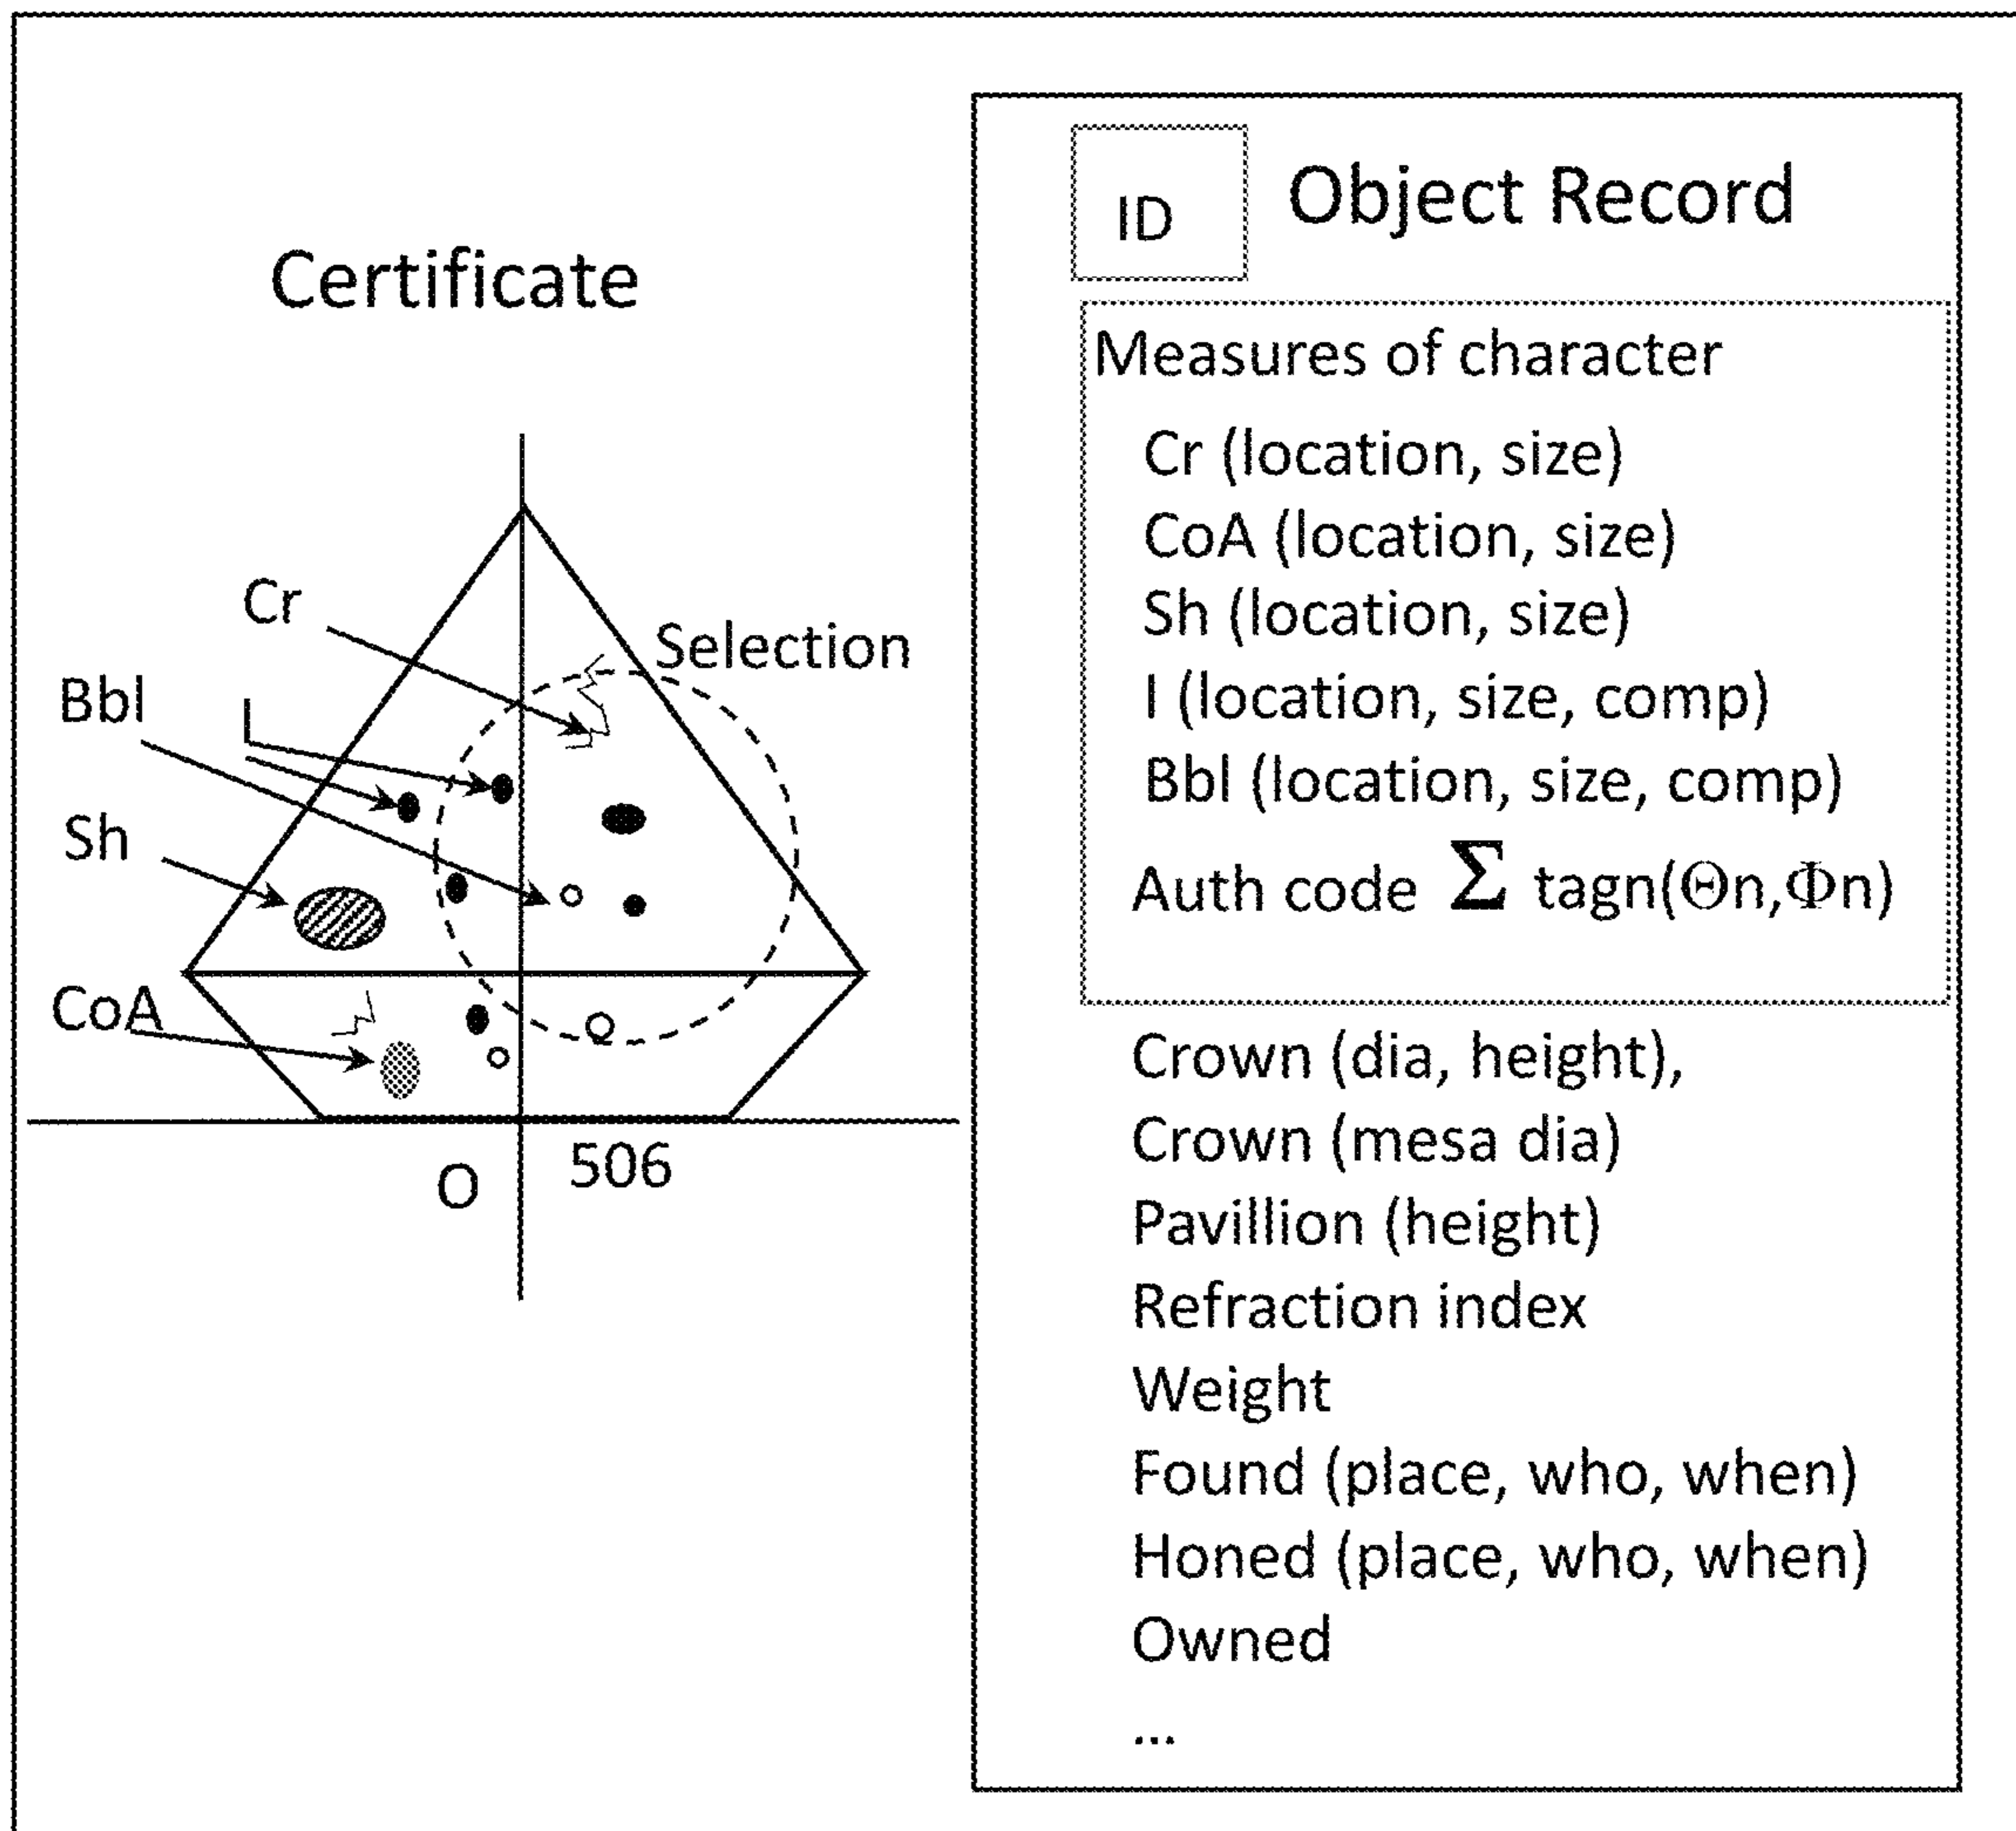 Certificate
Cr
Selection
Bbl
I
Sh
CoA
O
506
ID
Object Record
Measures of character
Cr (location, size)
CoA (location, size)
Sh (location, size)
I (location, size, comp)
Bbl (location, size, comp)
Auth code Σ tagn(Θn,Φn)
Crown (dia, height),
Crown (mesa dia)
Pavillion (height)
Refraction index
Weight
Found (place, who, when)
Honed (place, who, when)
Owned
...